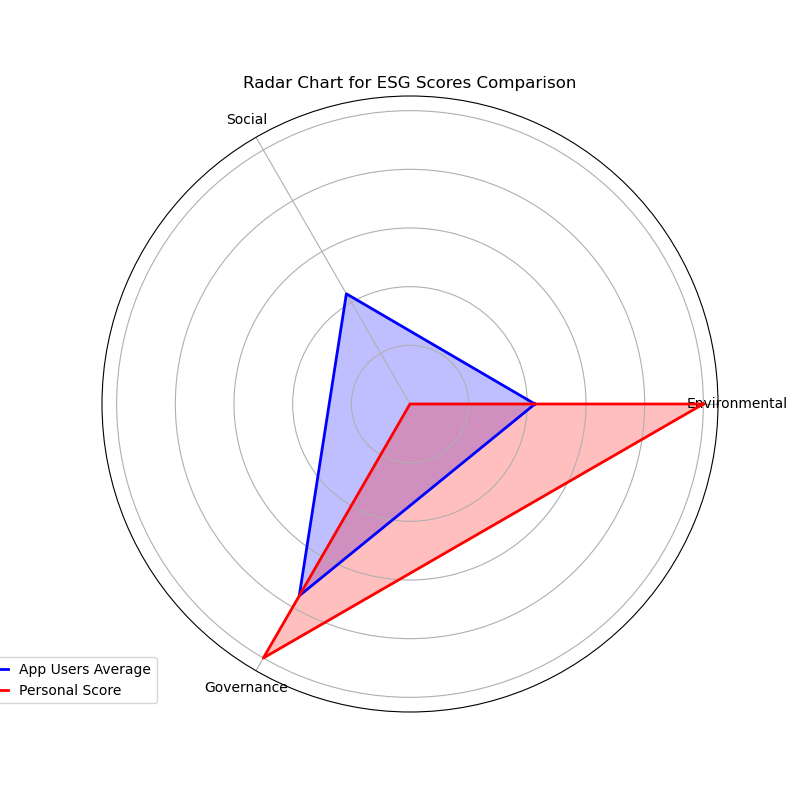 Radar Chart for ESG Scores Comparison
Social
Environmental
Governance
App Users Average
Personal Score